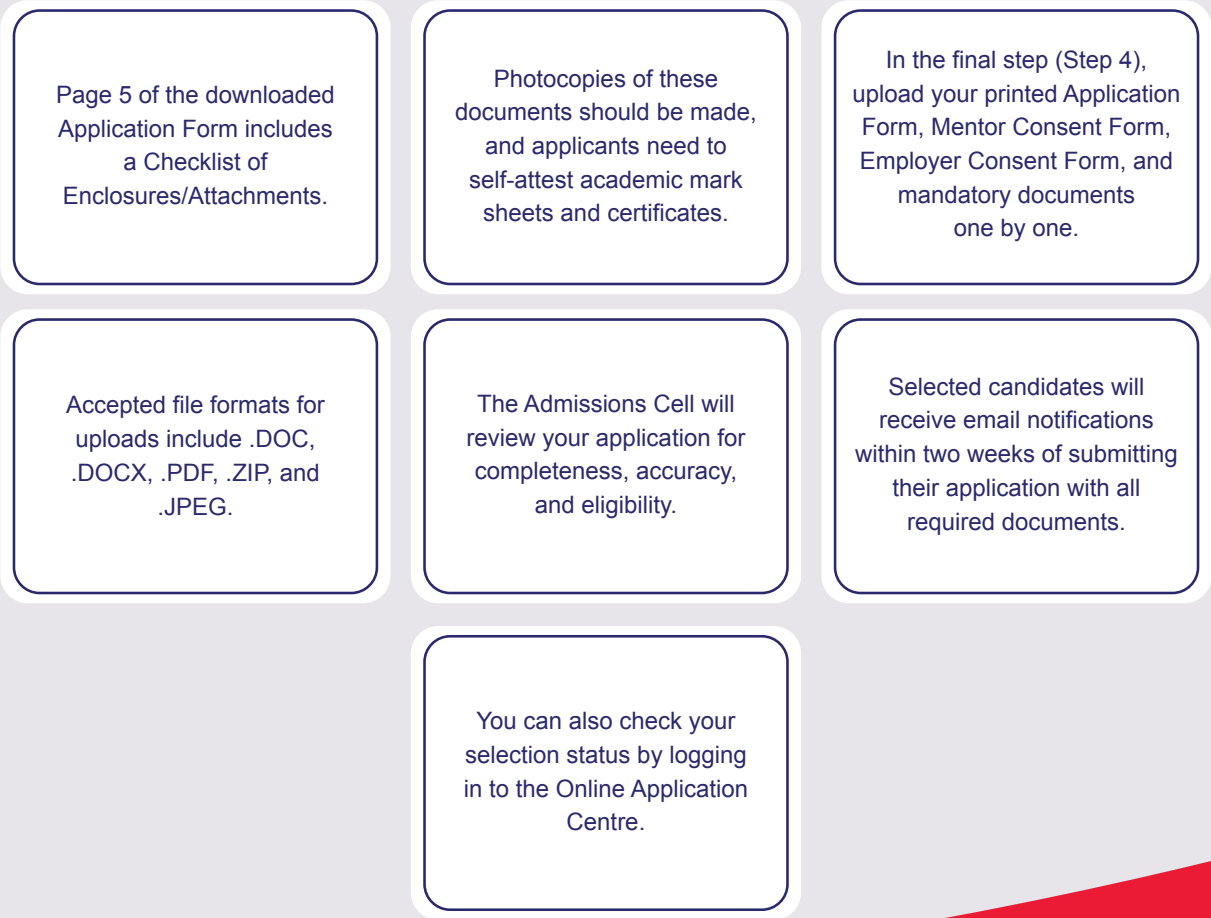 Page 5 of the downloaded
Application Form includes
a Checklist of
Enclosures/Attachments.
Photocopies of these
documents should be made,
and applicants need to
self-attest academic mark
sheets and certificates.
In the final step (Step 4),
upload your printed Application
Form, Mentor Consent Form,
Employer Consent Form, and
mandatory documents
one by one.
Accepted file formats for
uploads include .DOC,
.DOCX, .PDF, .ZIP, and
.JPEG.
The Admissions Cell will
review your application for
completeness, accuracy,
and eligibility.
Selected candidates will
receive email notifications
within two weeks of submitting
their application with all
required documents.
You can also check your
selection status by logging
in to the Online Application
Centre.